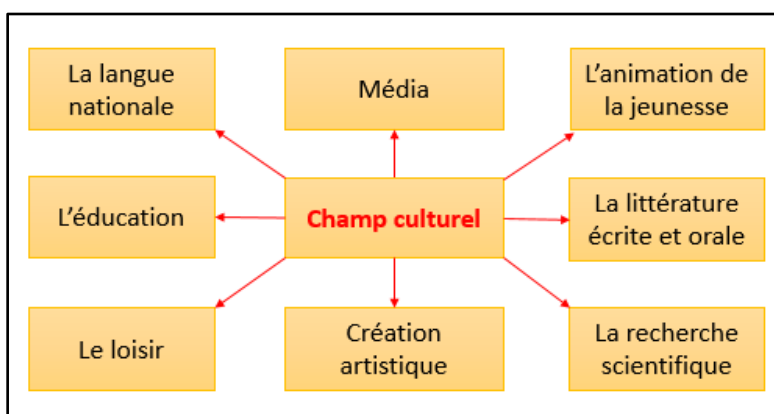 La langue
nationale
Média
L’animation de
la jeunesse
L’éducation
Champ culturel
La littérature
écrite et orale
Le loisir
Création
artistique
La recherche
scientifique